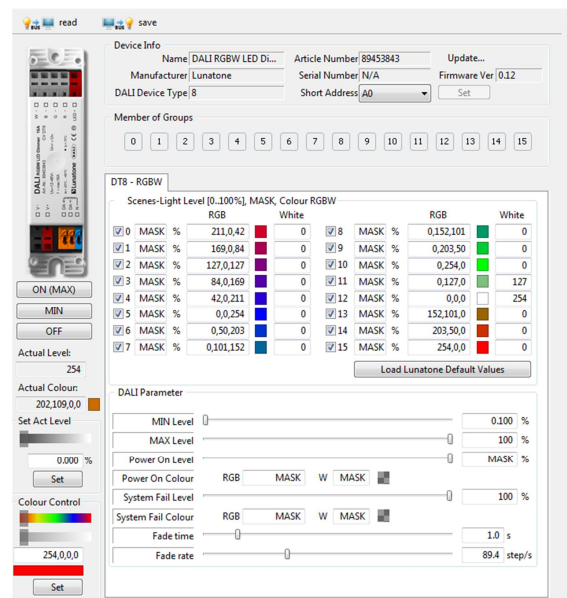 read save
Device Info
Name DALI RGBW LED Di... Article Number 89453843 Update...
Manufacturer Lunatone Serial Number N/A Firmware Ver 0.12
DALI Device Type 8 Short Address A0 Set
Member of Groups
0 1 2 3 4 5 6 7 8 9 10 11 12 13 14 15
DT8 - RGBW
Scenes-Light Level [0..100%], MASK, Colour RGBW
RGB White RGB White
0 MASK % 211,0,42 0 8 MASK % 0,152,101 0
1 MASK % 169,0,84 0 9 MASK % 0,203,50 0
2 MASK % 127,0,127 0 10 MASK % 0,254,0 0
3 MASK % 84,0,169 0 11 MASK % 0,127,0 127
4 MASK % 42,0,211 0 12 MASK % 0,0,0 254
5 MASK % 0,0,254 0 13 MASK % 152,101,0 0
6 MASK % 0,50,203 0 14 MASK % 203,50,0 0
7 MASK % 0,101,152 0 15 MASK % 254,0,0 0
Load Lunatone Default Values
DALI Parameter
MIN Level 0.100 %
MAX Level 100 %
Power On Level MASK %
Power On Colour RGB MASK W MASK
System Fail Level 100 %
System Fail Colour RGB MASK W MASK
Fade time 1.0 s
Fade rate 89.4 step/s
BUS
BUS
DALI RGBW LED-Dimmer 16A
Lunatone
ON (MAX)
MIN
OFF
Actual Level:
254
Actual Colour:
202,109,0,0
Set Act Level
0.000 %
Set
Colour Control
254,0,0,0
Set